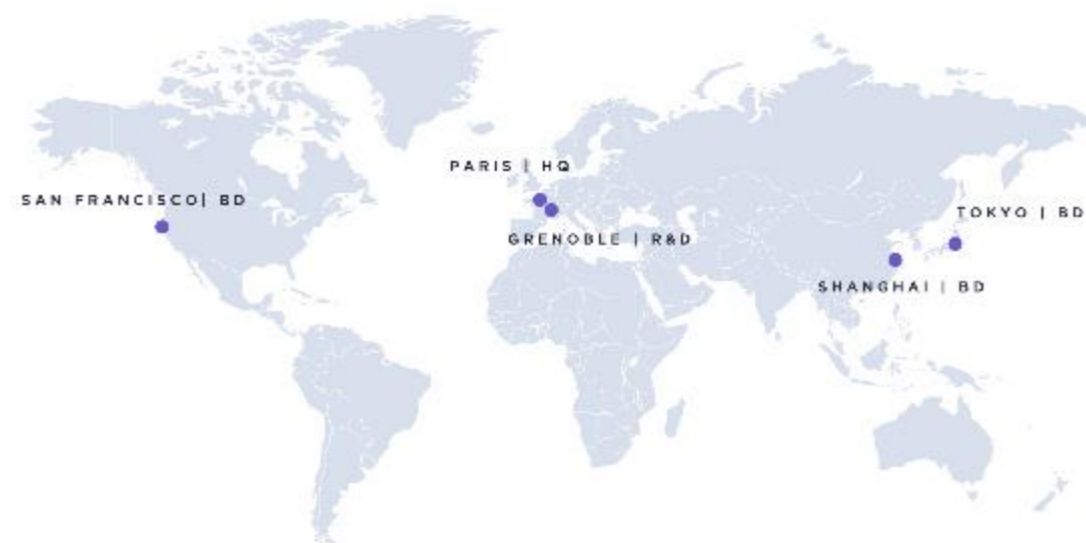 PARIS | HQ
SAN FRANCISCO| BD
TOKYO | BD
GRENOBLE | R&D
SHANGHAI | BD